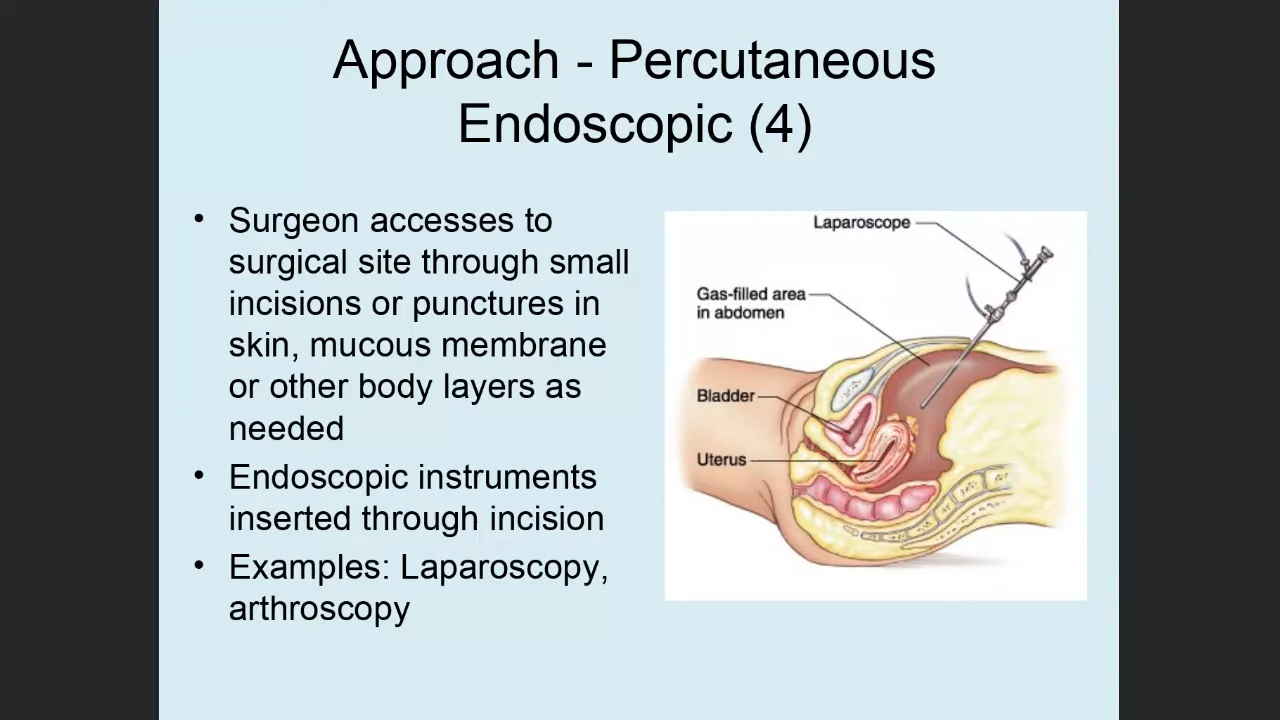 Approach - Percutaneous
Endoscopic (4)
• Surgeon accesses to
surgical site through small
incisions or punctures in
skin, mucous membrane
or other body layers as
needed
• Endoscopic instruments
inserted through incision
• Examples: Laparoscopy,
arthroscopy
Laparoscope
Gas-filled area
in abdomen
Bladder
Uterus